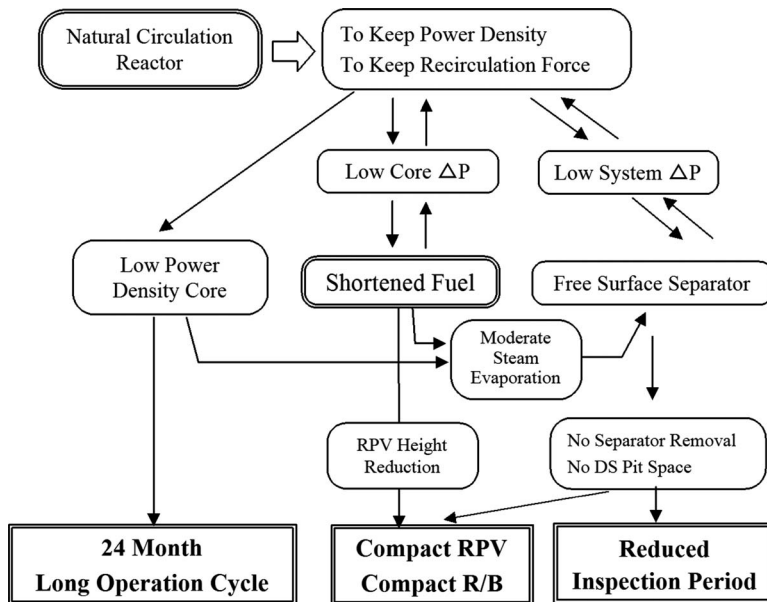 Natural Circulation
Reactor
To Keep Power Density
To Keep Recirculation Force
Low Core △P
Low System △P
Low Power
Density Core
Shortened Fuel
Free Surface Separator
Moderate
Steam
Evaporation
RPV Height
Reduction
No Separator Removal
No DS Pit Space
24 Month
Long Operation Cycle
Compact RPV
Compact R/B
Reduced
Inspection Period